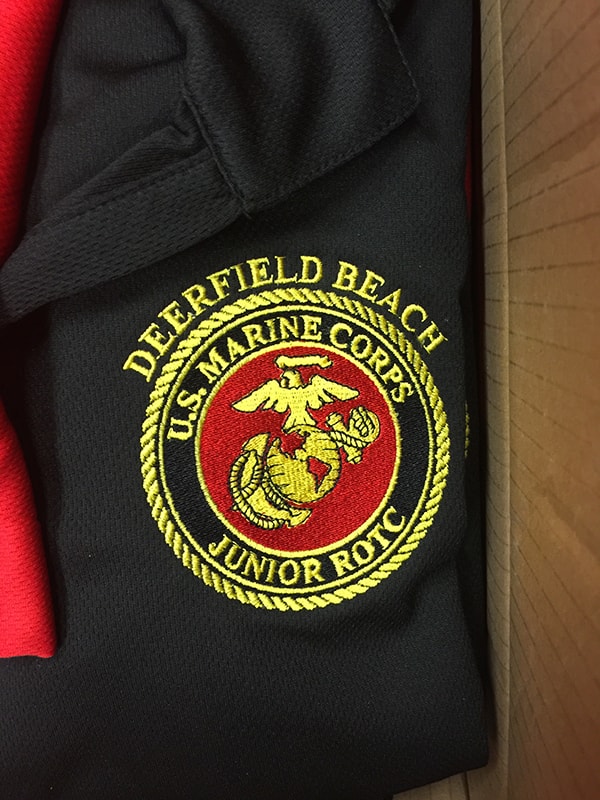 DEERFIELD BEACH
U.S. MARINE CORPS
JUNIOR ROTC